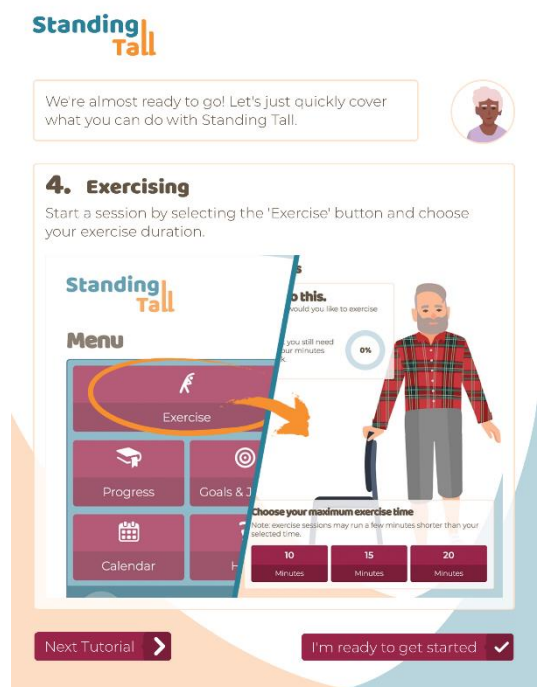 Standing
Tall
We're almost ready to go! Let's just quickly cover
what you can do with Standing Tall.
4. Exercising
Start a session by selecting the 'Exercise' button and choose
your exercise duration.
Standing
Tall
Menu
Exercise
Progress
Goals &
Calendar
this.
would you like to exercise
you still need
our minutes
0%
Choose your maximum exercise time
Note: exercise sessions may run a few minutes shorter than your
selected time.
10
Minutes
15
Minutes
20
Minutes
Next Tutorial
I'm ready to get started